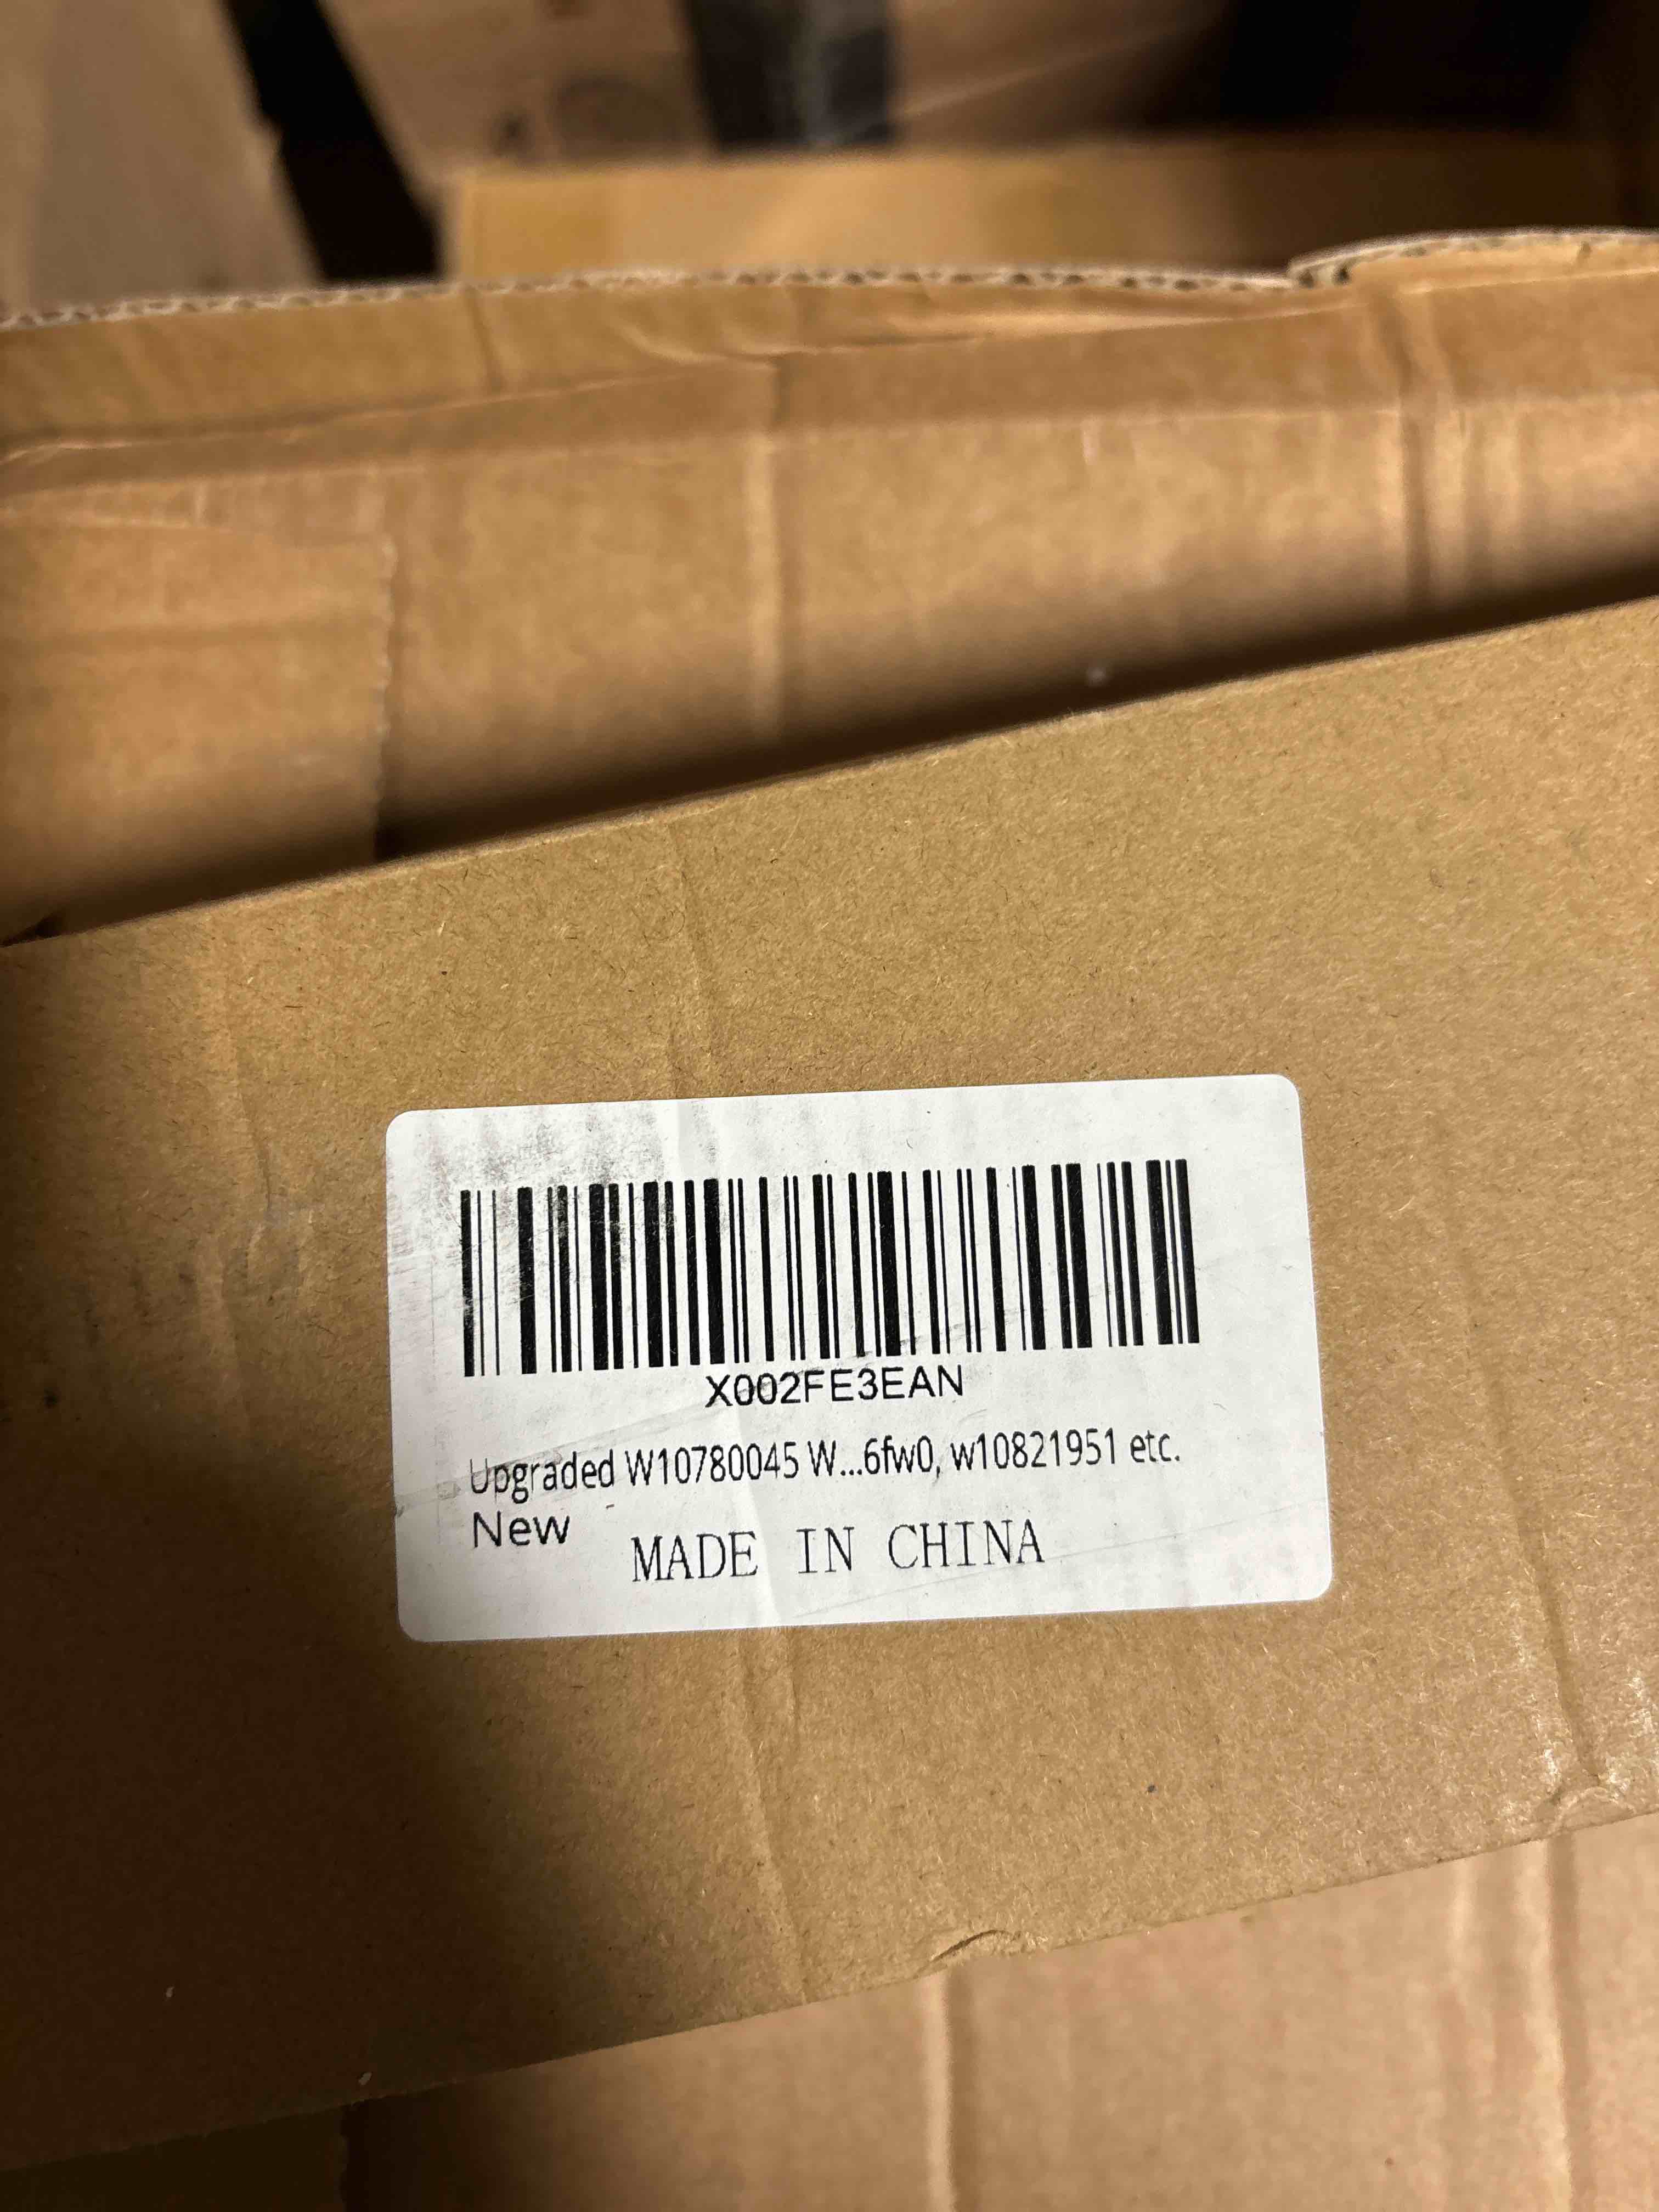 X002FE3EAN
Upgraded W10780045 W...6fw0, w10821951 etc.
New
MADE IN CHINA